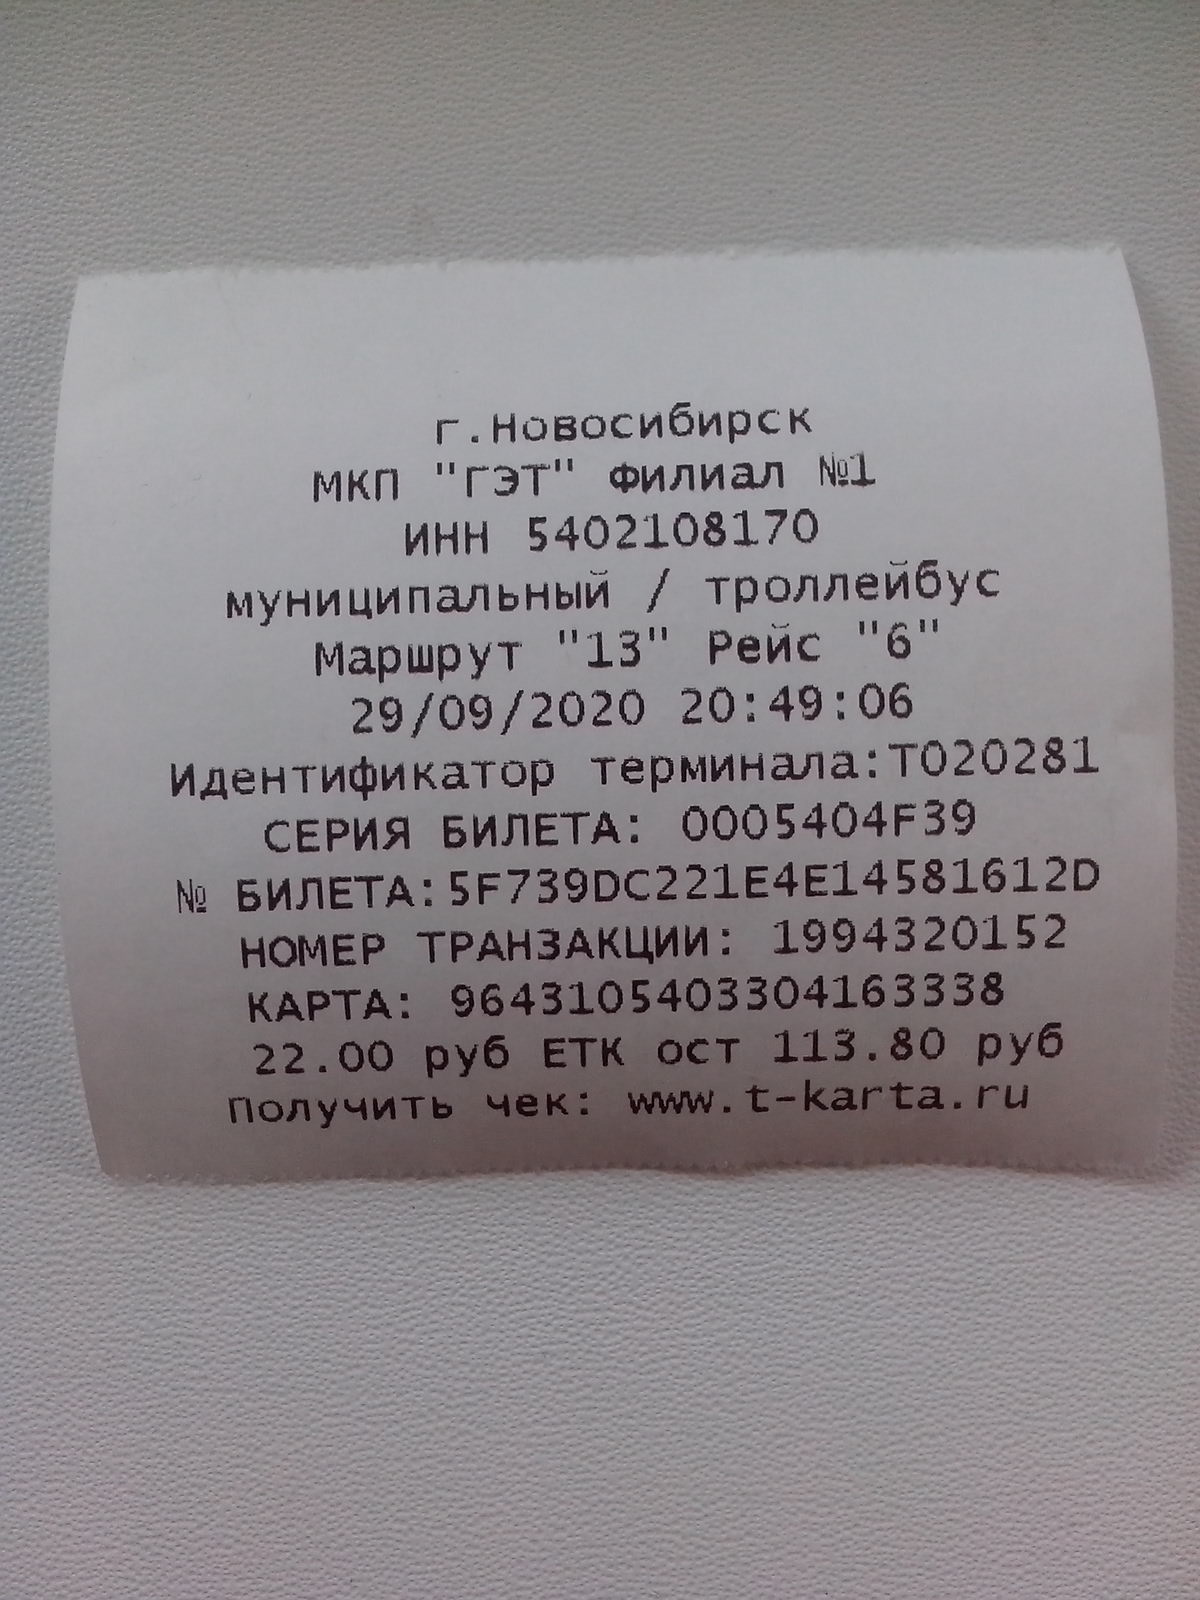 г.Новосибирск
МКП "ГЭТ" Филиал №1
ИНН 5402108170
муниципальный / троллейбус
Маршрут "13" Рейс "6"
29/09/2020 20:49:06
Идентификатор терминала:T020281
СЕРИЯ БИЛЕТА: 0005404F39
№ БИЛЕТА:5F739DC221E4E14581612D
НОМЕР ТРАНЗАКЦИИ: 1994320152
КАРТА: 9643105403304163338
22.00 руб ЕТК ост 113.80 руб
Получить чек: www.t-karta.ru